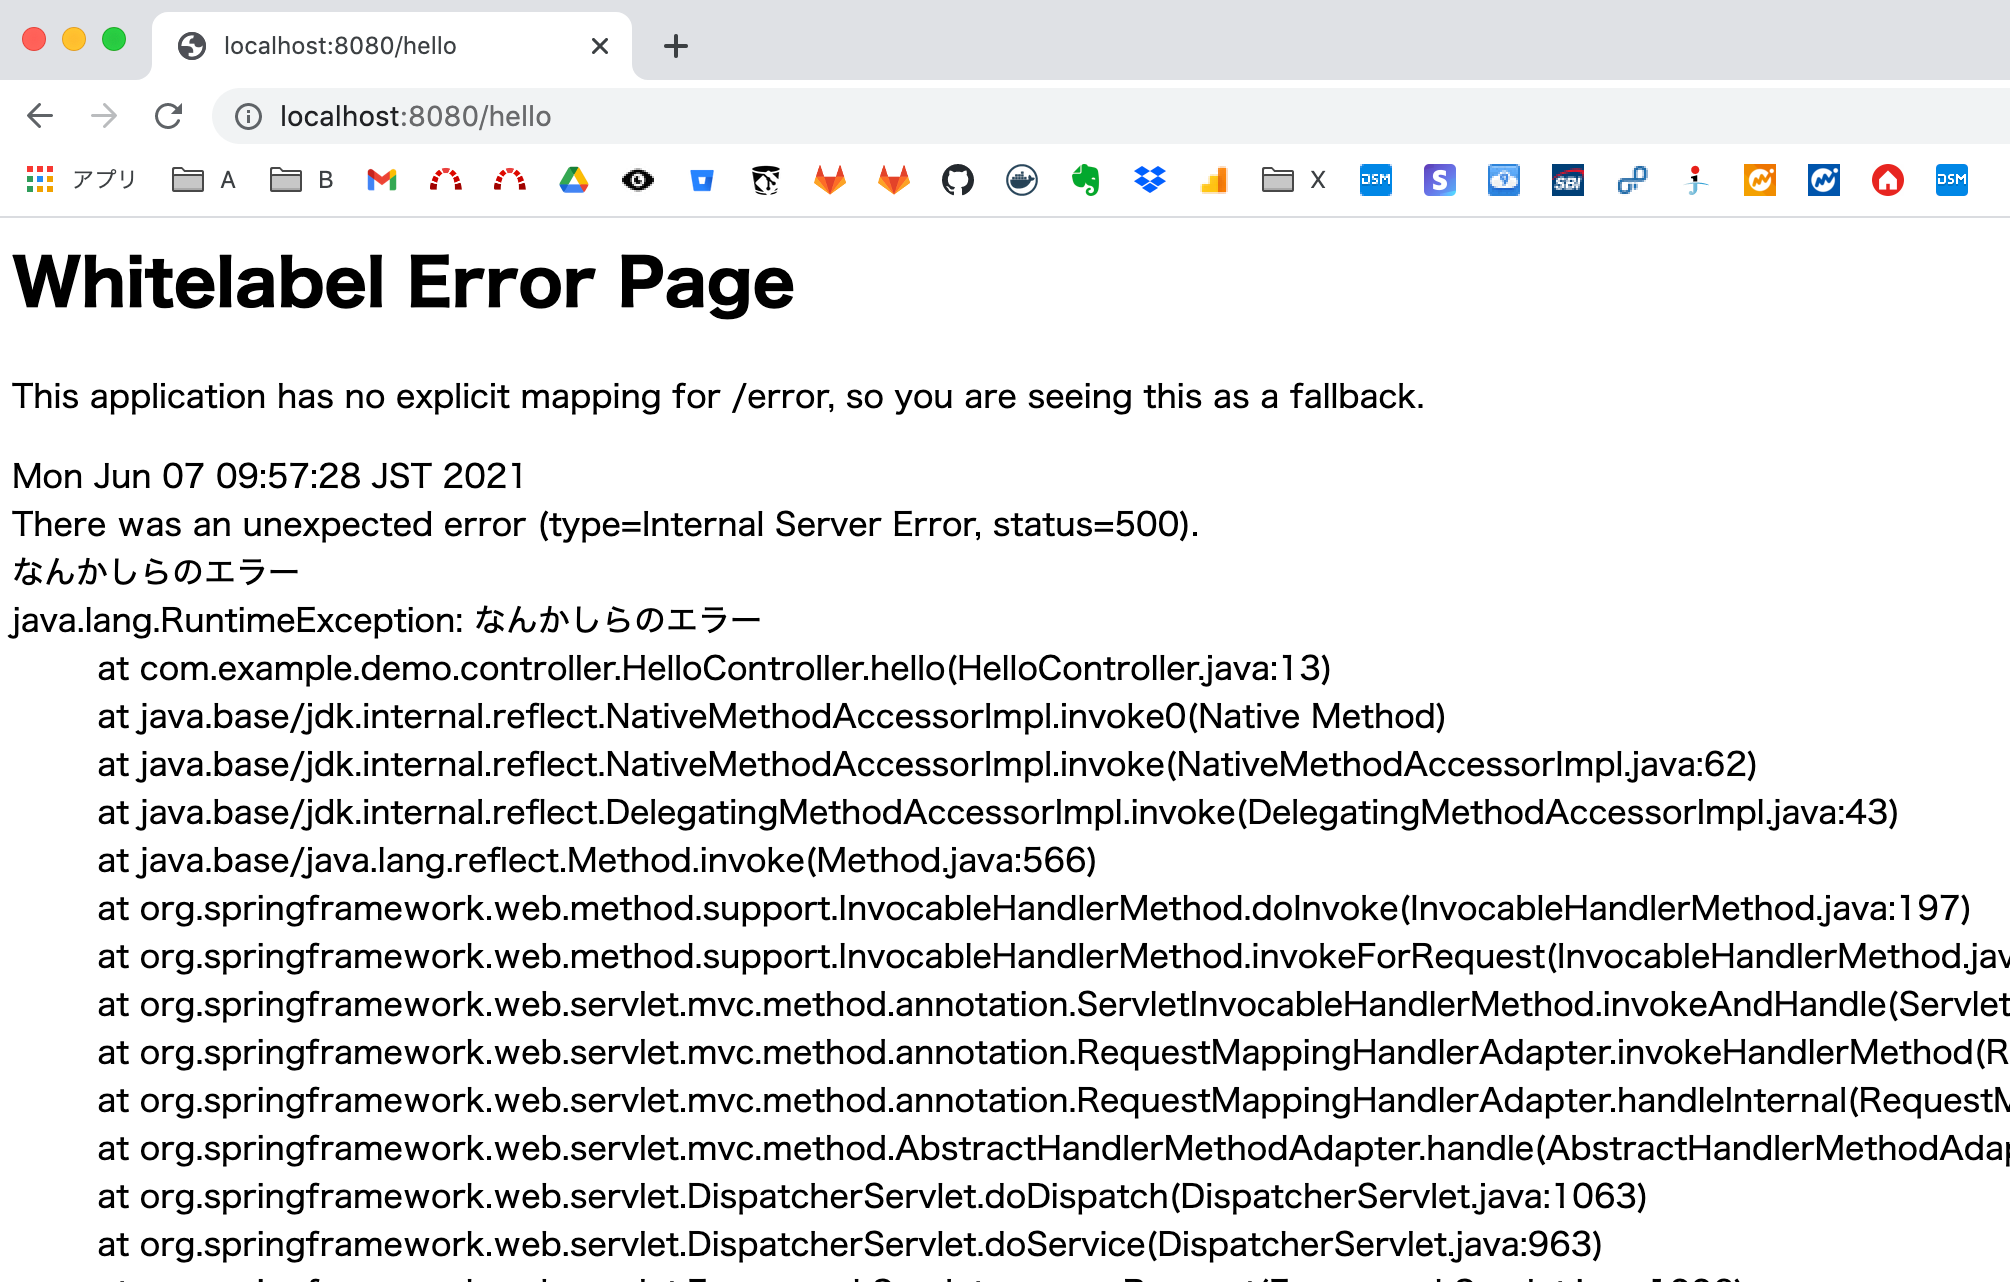 localhost:8080/hello
localhost:8080/hello
アプリ A B X DSM S SBI DSM
Whitelabel Error Page
This application has no explicit mapping for /error, so you are seeing this as a fallback.
Mon Jun 07 09:57:28 JST 2021
There was an unexpected error (type=Internal Server Error, status=500).
なんかしらのエラー
java.lang.RuntimeException: なんかしらのエラー
at com.example.demo.controller.HelloController.hello(HelloController.java:13)
at java.base/jdk.internal.reflect.NativeMethodAccessorImpl.invoke0(Native Method)
at java.base/jdk.internal.reflect.NativeMethodAccessorImpl.invoke(NativeMethodAccessorImpl.java:62)
at java.base/jdk.internal.reflect.DelegatingMethodAccessorImpl.invoke(DelegatingMethodAccessorImpl.java:43)
at java.base/java.lang.reflect.Method.invoke(Method.java:566)
at org.springframework.web.method.support.InvocableHandlerMethod.doInvoke(InvocableHandlerMethod.java:197)
at org.springframework.web.method.support.InvocableHandlerMethod.invokeForRequest(InvocableHandlerMethod.jav
at org.springframework.web.servlet.mvc.method.annotation.ServletInvocableHandlerMethod.invokeAndHandle(Servlet
at org.springframework.web.servlet.mvc.method.annotation.RequestMappingHandlerAdapter.invokeHandlerMethod(R
at org.springframework.web.servlet.mvc.method.annotation.RequestMappingHandlerAdapter.handleInternal(RequestM
at org.springframework.web.servlet.mvc.method.AbstractHandlerMethodAdapter.handle(AbstractHandlerMethodAdap
at org.springframework.web.servlet.DispatcherServlet.doDispatch(DispatcherServlet.java:1063)
at org.springframework.web.servlet.DispatcherServlet.doService(DispatcherServlet.java:963)